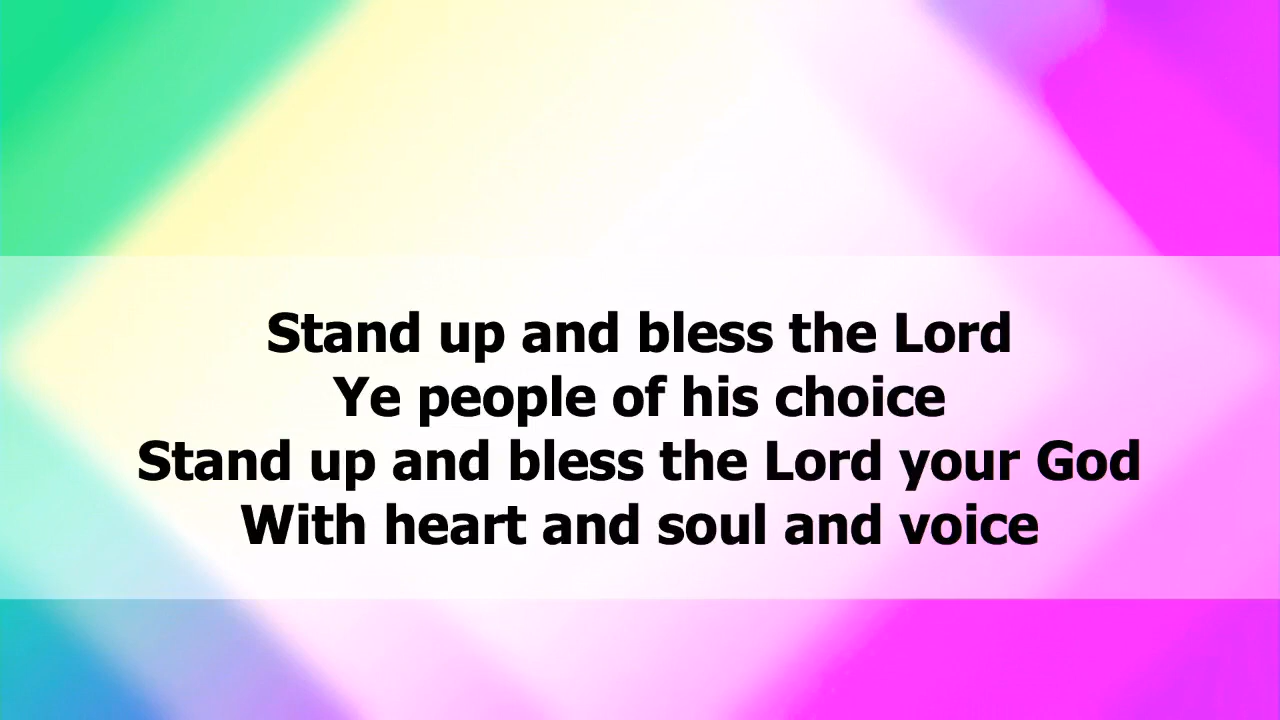 Stand up and bless the Lord
Ye people of his choice
Stand up and bless the Lord your God
With heart and soul and voice